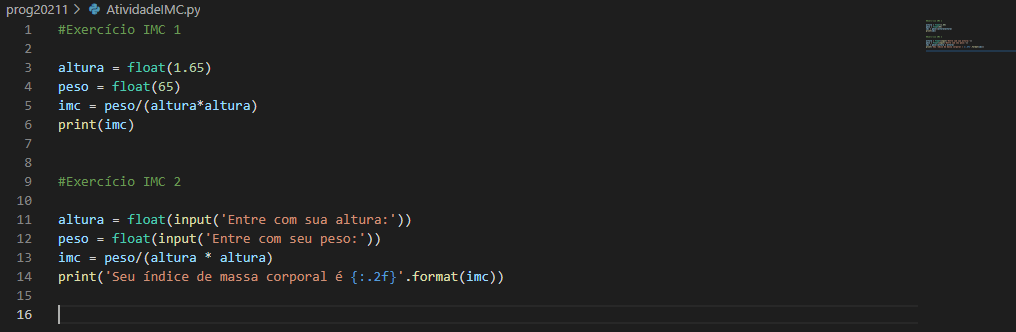 prog20211 > AtividadeIMC.py
1 #Exercício IMC 1
2
3 altura = float(1.65)
4 peso = float(65)
5 imc = peso/(altura*altura)
6 print(imc)
7
8
9 #Exercício IMC 2
10
11 altura = float(input('Entre com sua altura:'))
12 peso = float(input('Entre com seu peso:'))
13 imc = peso/(altura * altura)
14 print('Seu índice de massa corporal é {:.2f}'.format(imc))
15
16